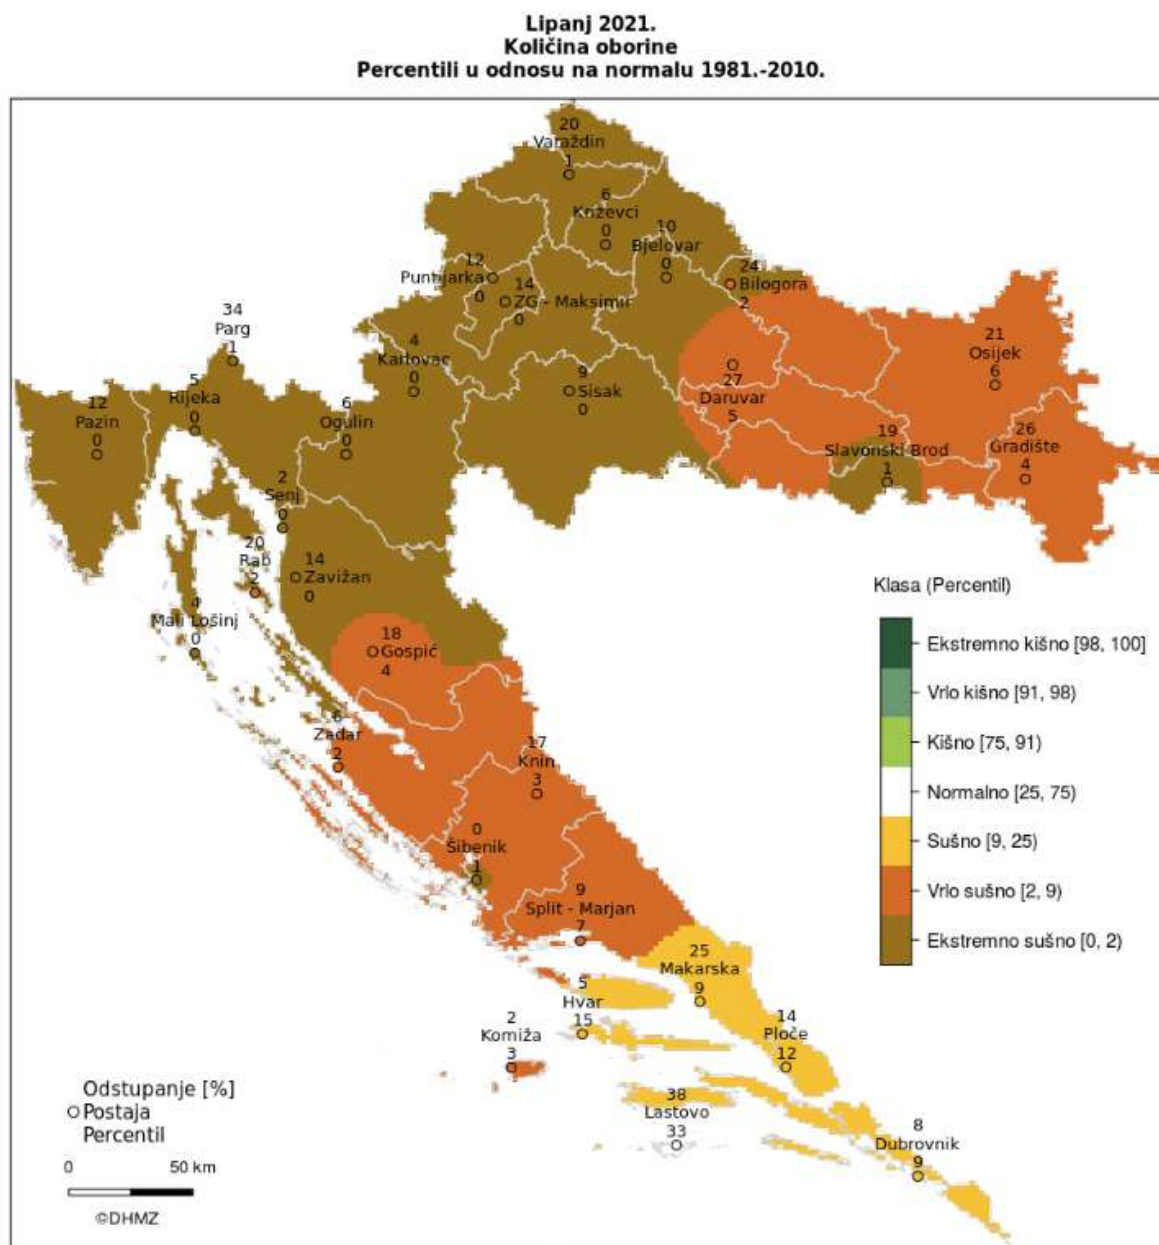 Lipanj 2021.
Količina oborine
Percentili u odnosu na normalu 1981.-2010.
20
Varaždin
1
6
Križevci
0
10
Bjelovar
0
12
Puntijarka
0
14
ZG - Maksimir
0
24
Bilogora
2
34
Parg
1
4
Karlovac
0
9
Sisak
0
27
Daruvar
5
21
Osijek
6
5
Rijeka
0
12
Pazin
0
6
Ogulin
0
19
Slavonski Brod
1
26
Gradište
4
2
Senj
0
20
Rab
2
14
Zavižan
0
4
Mali Lošinj
0
18
Gospić
4
6
Zadar
2
17
Knin
3
0
Šibenik
1
9
Split - Marjan
7
25
Makarska
9
5
Hvar
15
2
Komiža
3
14
Ploče
12
38
Lastovo
33
8
Dubrovnik
9
Klasa (Percentil)
Ekstremno kišno [98, 100]
Vrlo kišno [91, 98)
Kišno [75, 91)
Normalno [25, 75)
Sušno [9, 25)
Vrlo sušno [2, 9)
Ekstremno sušno [0, 2)
Odstupanje [%]
Postaja
Percentil
0 50 km
©DHMZ